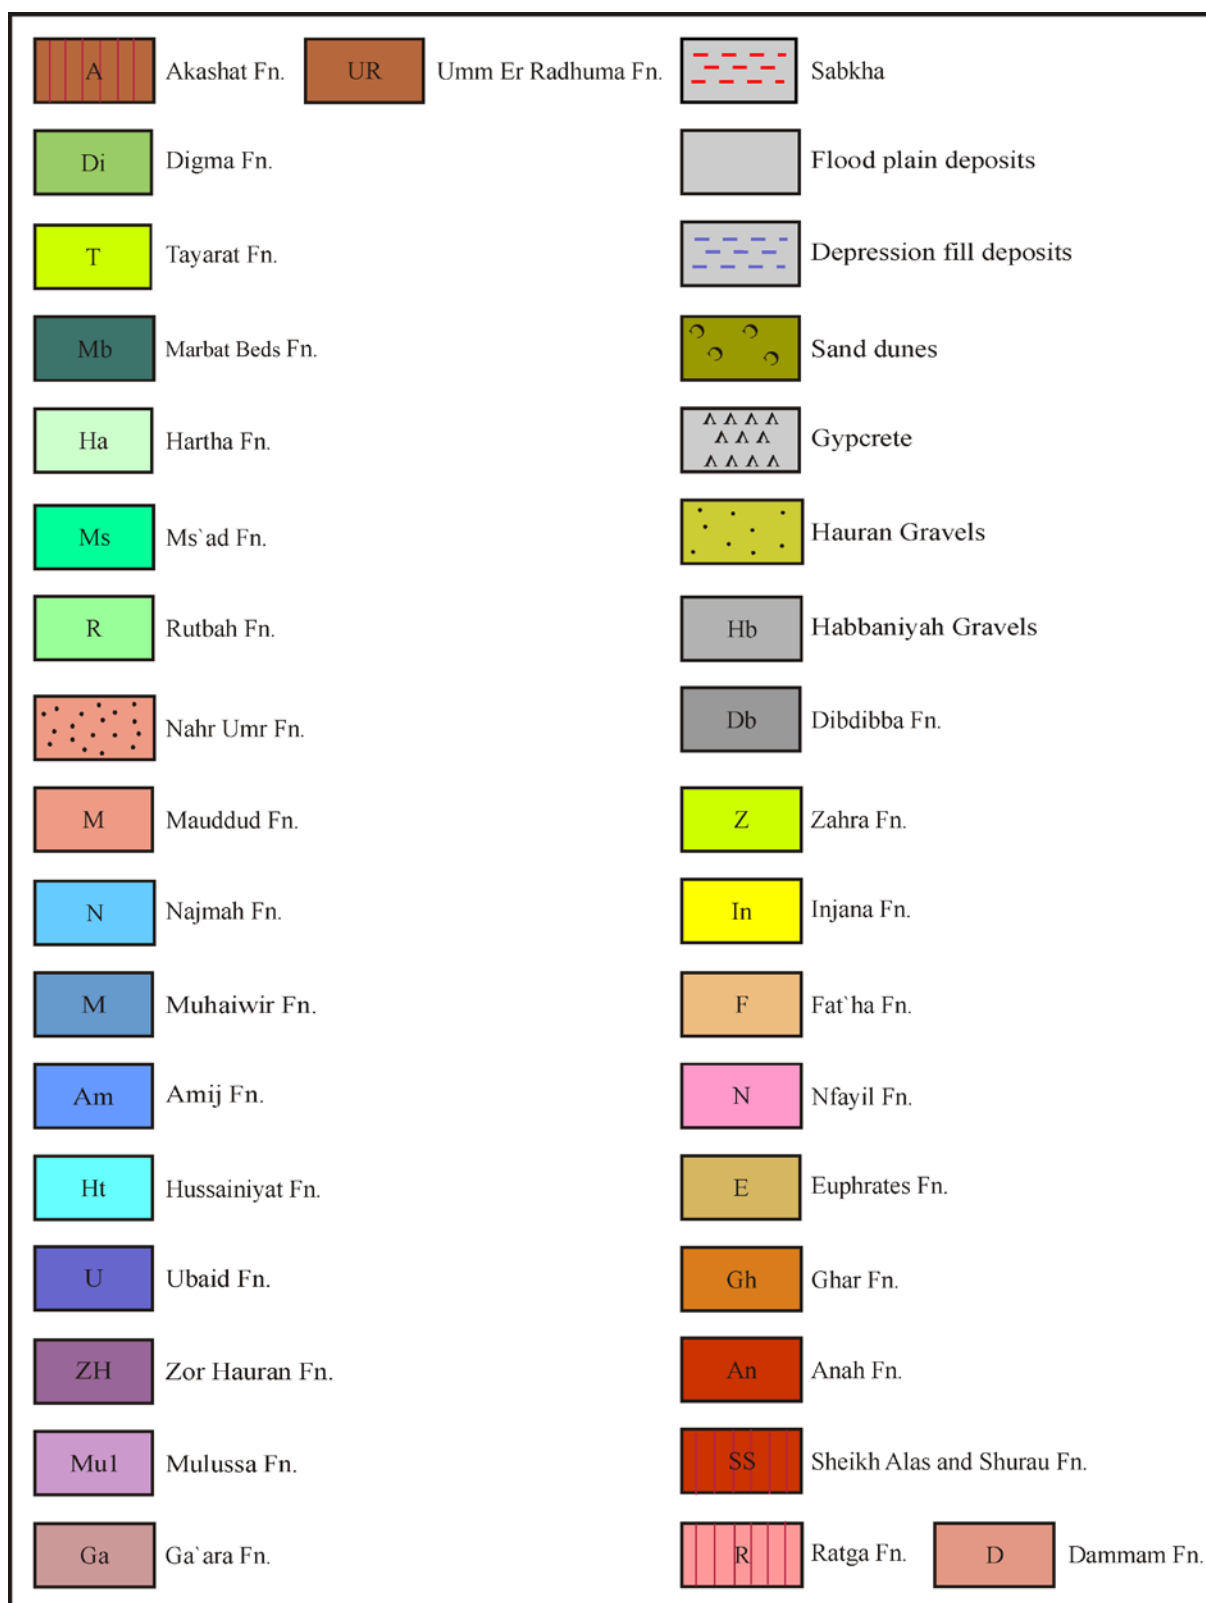 A Akashat Fn. UR Umm Er Radhuma Fn. Sabkha
Di Digma Fn. Flood plain deposits
T Tayarat Fn. Depression fill deposits
Mb Marbat Beds Fn. Sand dunes
Ha Hartha Fn. Gypcrete
Ms Ms`ad Fn. Hauran Gravels
R Rutbah Fn. Hb Habbaniyah Gravels
Nahr Umr Fn. Db Dibdibba Fn.
M Mauddud Fn. Z Zahra Fn.
N Najmah Fn. In Injana Fn.
M Muhaiwir Fn. F Fat`ha Fn.
Am Amij Fn. N Nfayil Fn.
Ht Hussainiyat Fn. E Euphrates Fn.
U Ubaid Fn. Gh Ghar Fn.
ZH Zor Hauran Fn. An Anah Fn.
Mu1 Mulussa Fn. SS Sheikh Alas and Shurau Fn.
Ga Ga`ara Fn. R Ratga Fn. D Dammam Fn.